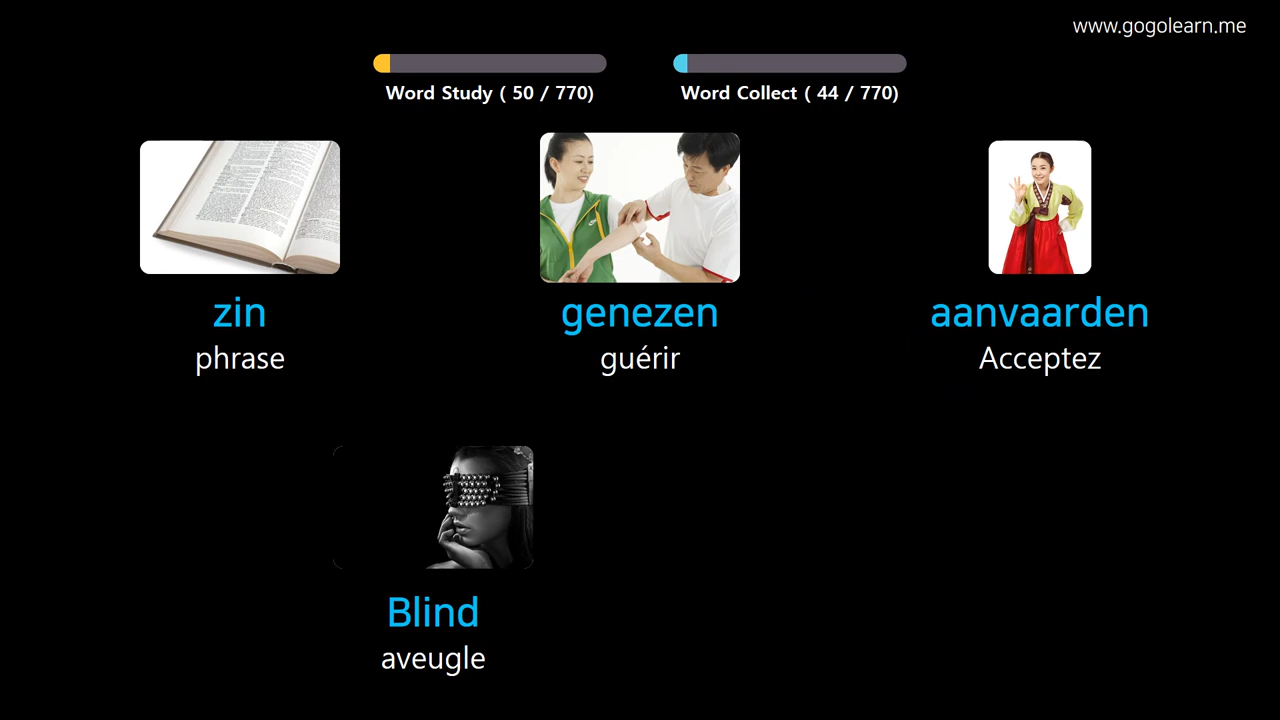 www.gogolearn.me
Word Study ( 50 / 770)
Word Collect ( 44 / 770)
zin
phrase
genezen
guérir
aanvaarden
Acceptez
Blind
aveugle